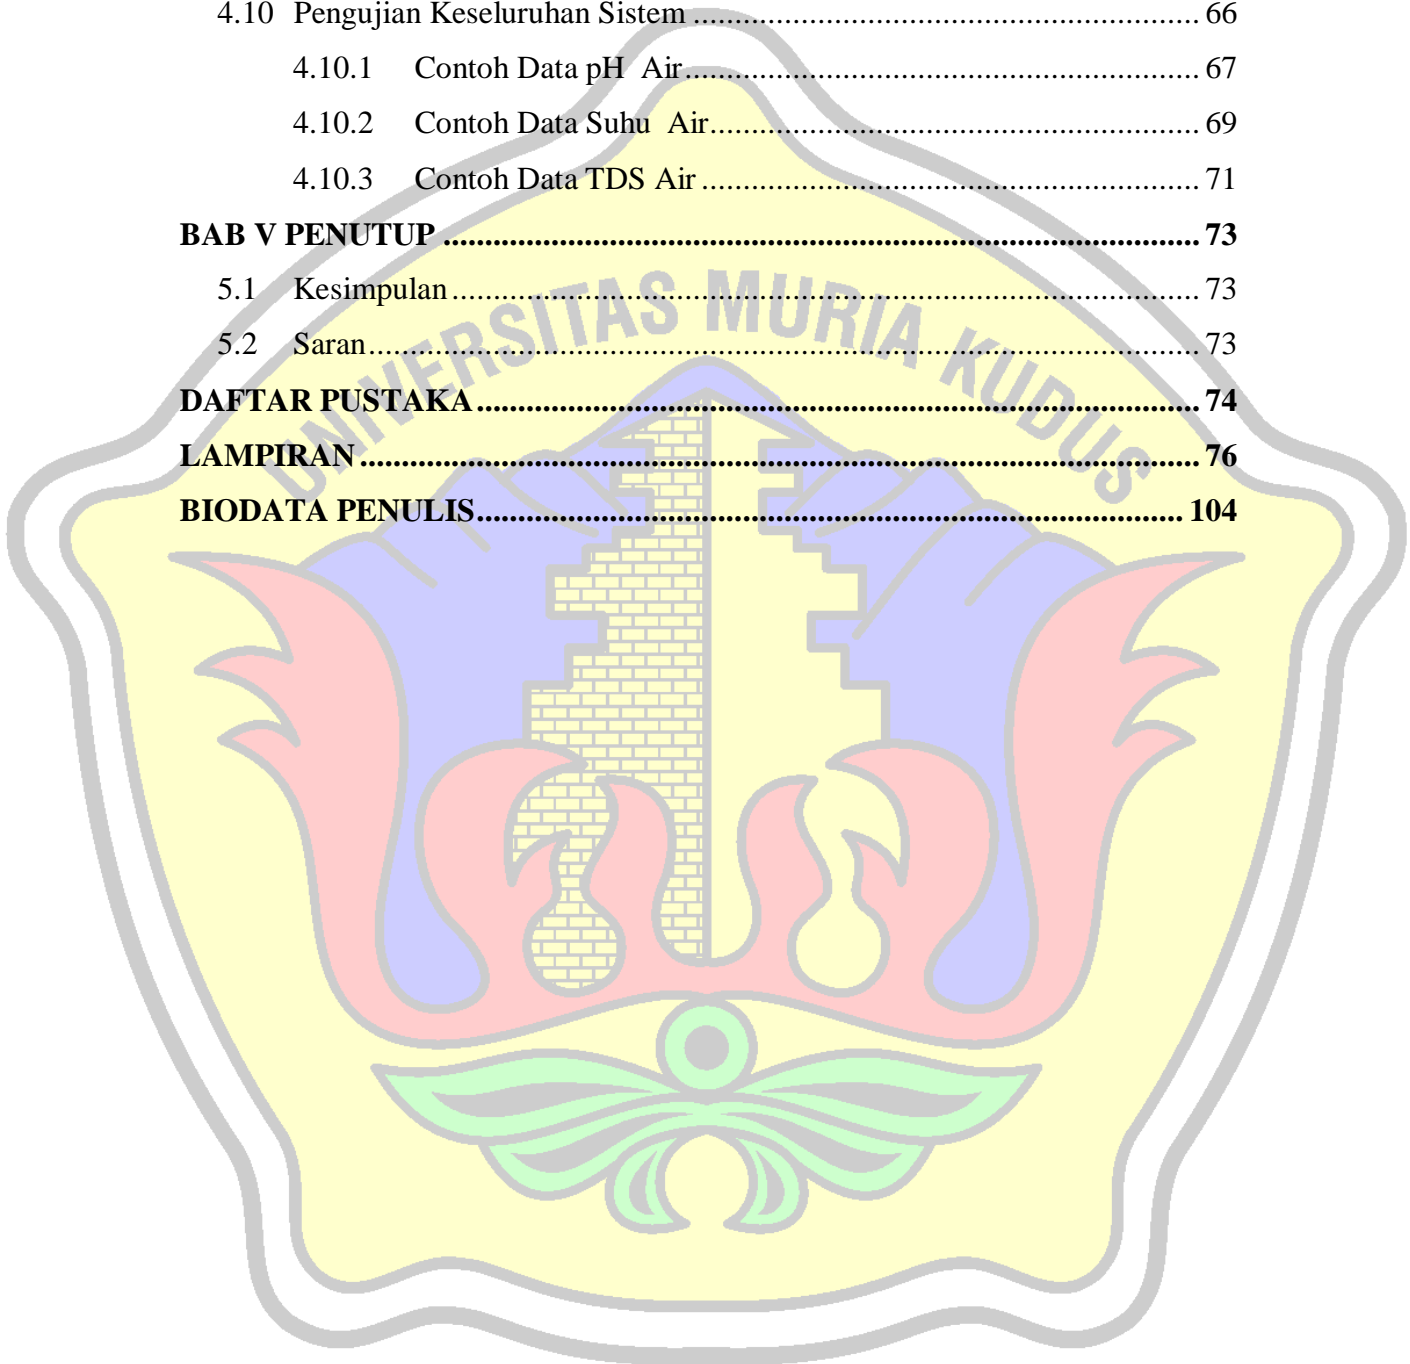 4.10 Pengujian Keseluruhan Sistem ............................................................... 66
4.10.1 Contoh Data pH Air................................................................ 67
4.10.2 Contoh Data Suhu Air............................................................. 69
4.10.3 Contoh Data TDS Air .............................................................. 71
BAB V PENUTUP .............................................................................................. 73
5.1 Kesimpulan............................................................................................. 73
5.2 Saran....................................................................................................... 73
DAFTAR PUSTAKA.......................................................................................... 74
LAMPIRAN........................................................................................................ 76
BIODATA PENULIS........................................................................................ 104
UNIVERSITAS MURIA KUDUS